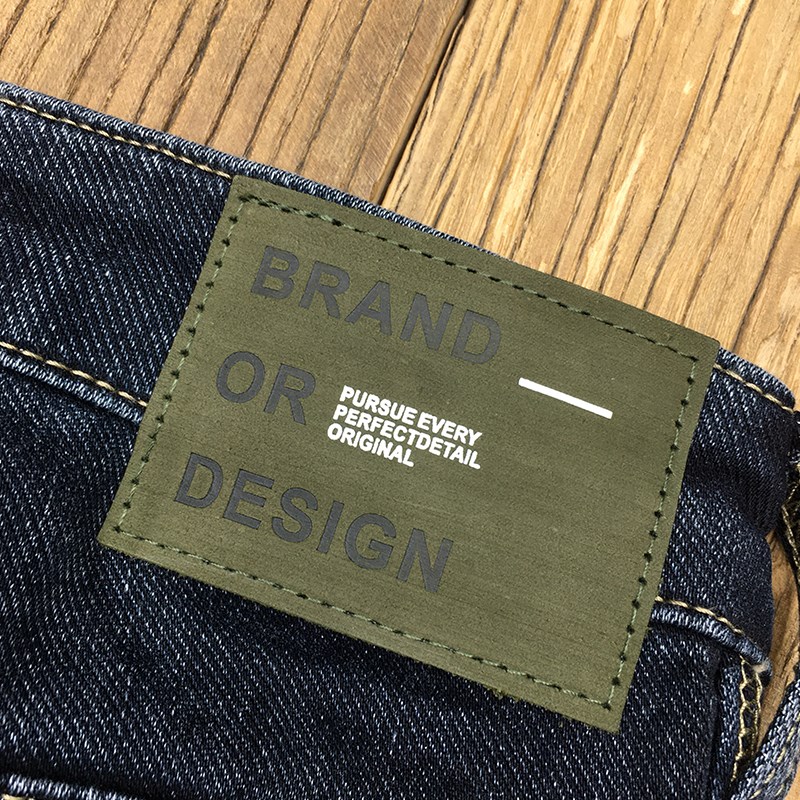 BRAND
OR
DESIGN
PURSUE EVERY
PERFECTDETAIL
ORIGINAL